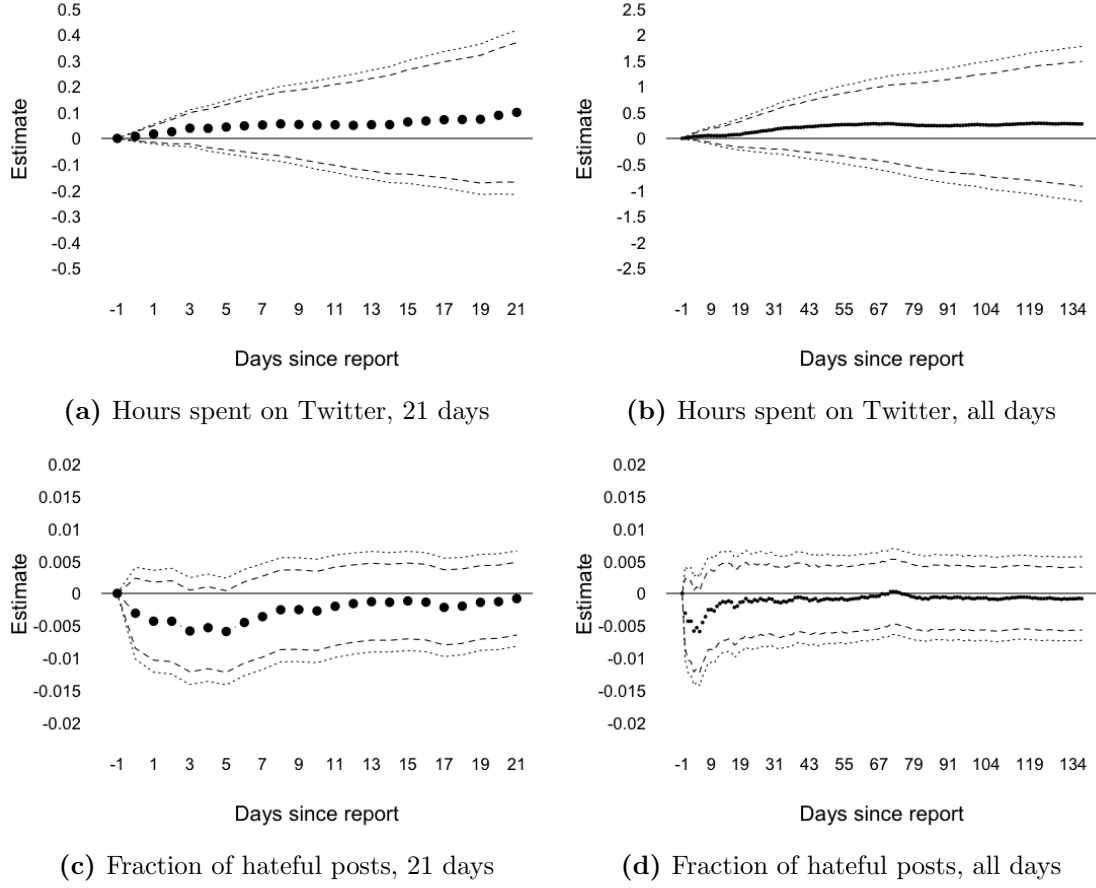 0.5
0.4
0.3
0.2
0.1
0
-0.1
-0.2
-0.3
-0.4
-0.5
Estimate
-1 1 3 5 7 9 11 13 15 17 19 21
Days since report
(a) Hours spent on Twitter, 21 days
2.5
2
1.5
1
0.5
0
-0.5
-1
-1.5
-2
-2.5
Estimate
-1 9 19 31 43 55 67 79 91 104 119 134
Days since report
(b) Hours spent on Twitter, all days
0.02
0.015
0.01
0.005
0
-0.005
-0.01
-0.015
-0.02
Estimate
-1 1 3 5 7 9 11 13 15 17 19 21
Days since report
(c) Fraction of hateful posts, 21 days
0.02
0.015
0.01
0.005
0
-0.005
-0.01
-0.015
-0.02
Estimate
-1 9 19 31 43 55 67 79 91 104 119 134
Days since report
(d) Fraction of hateful posts, all days